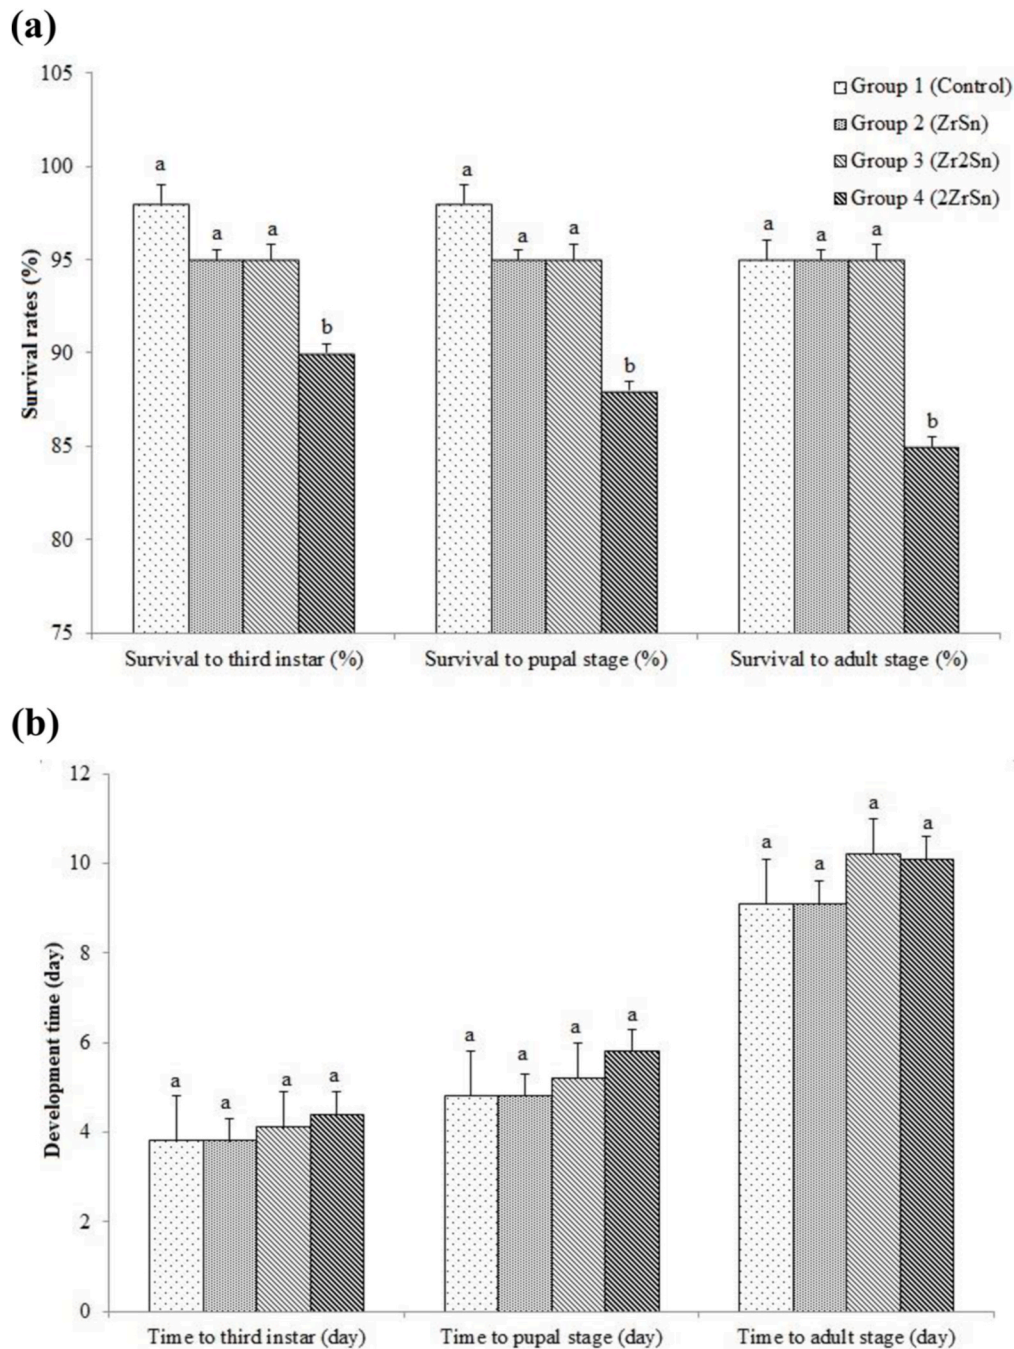 (a)
105
100
95
90
85
80
75
Survival rates (%)
Group 1 (Control)
Group 2 (ZrSn)
Group 3 (Zr2Sn)
Group 4 (2ZrSn)
a
a
a
b
a
a
a
b
a
a
a
b
Survival to third instar (%)
Survival to pupal stage (%)
Survival to adult stage (%)
(b)
12
10
8
6
4
2
0
Development time (day)
a
a
a
a
a
a
a
a
a
a
a
a
Time to third instar (day)
Time to pupal stage (day)
Time to adult stage (day)